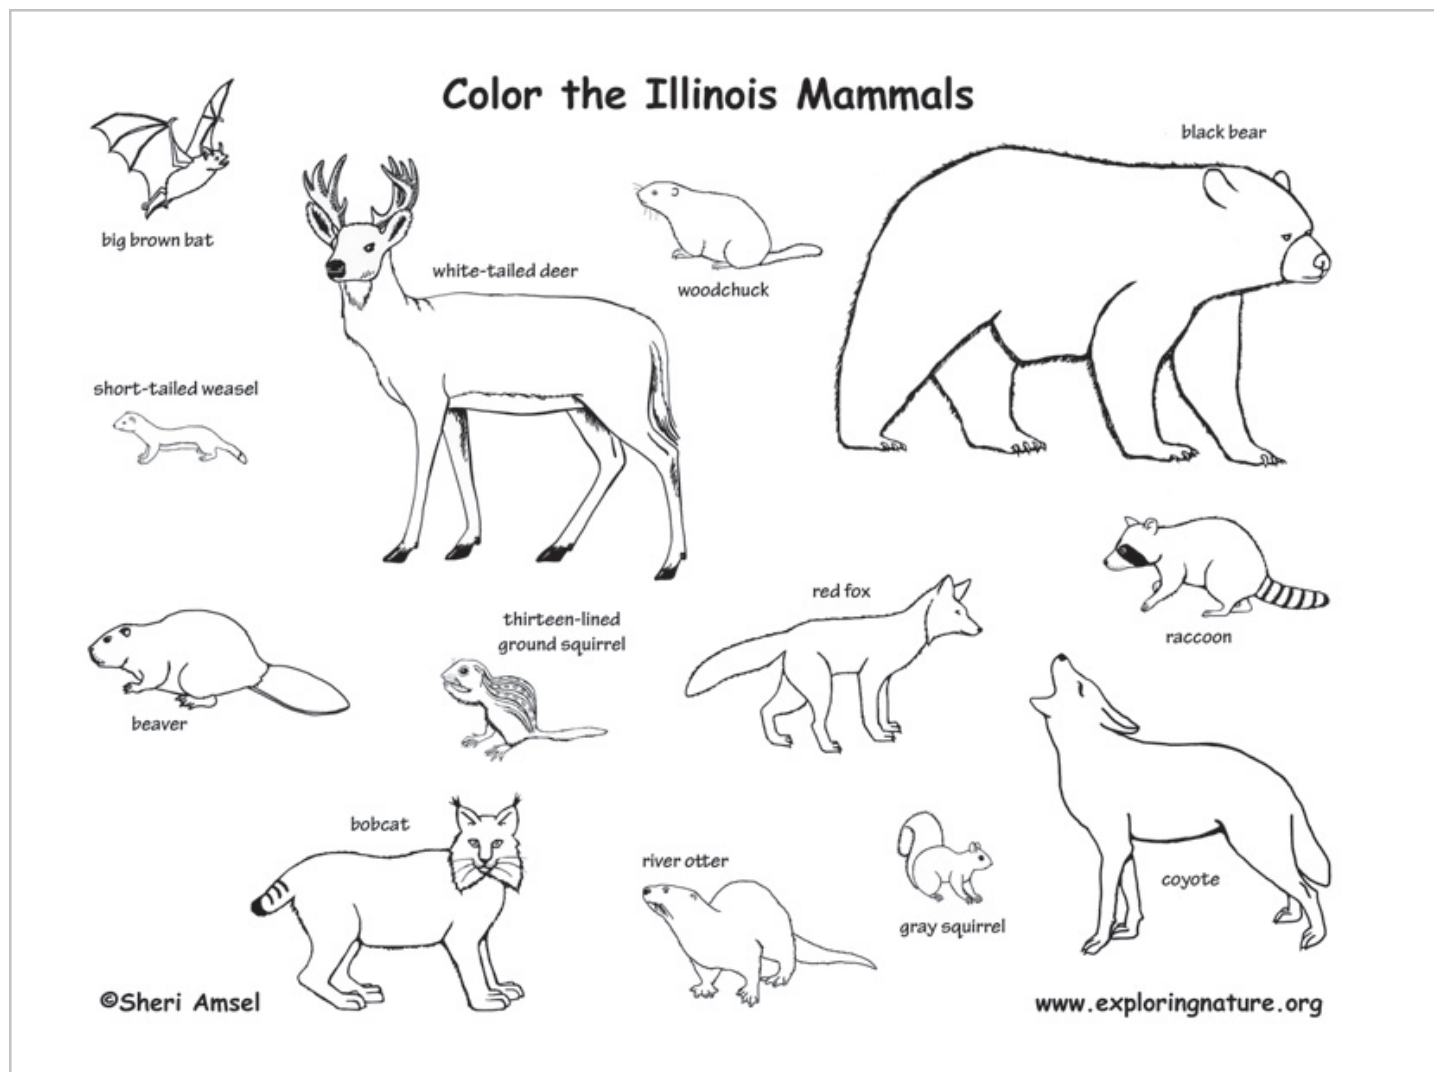 Color the Illinois Mammals
big brown bat
black bear
white-tailed deer
woodchuck
short-tailed weasel
red fox
thirteen-lined
ground squirrel
raccoon
beaver
bobcat
river otter
coyote
gray squirrel
©Sheri Amsel
www.exploringnature.org